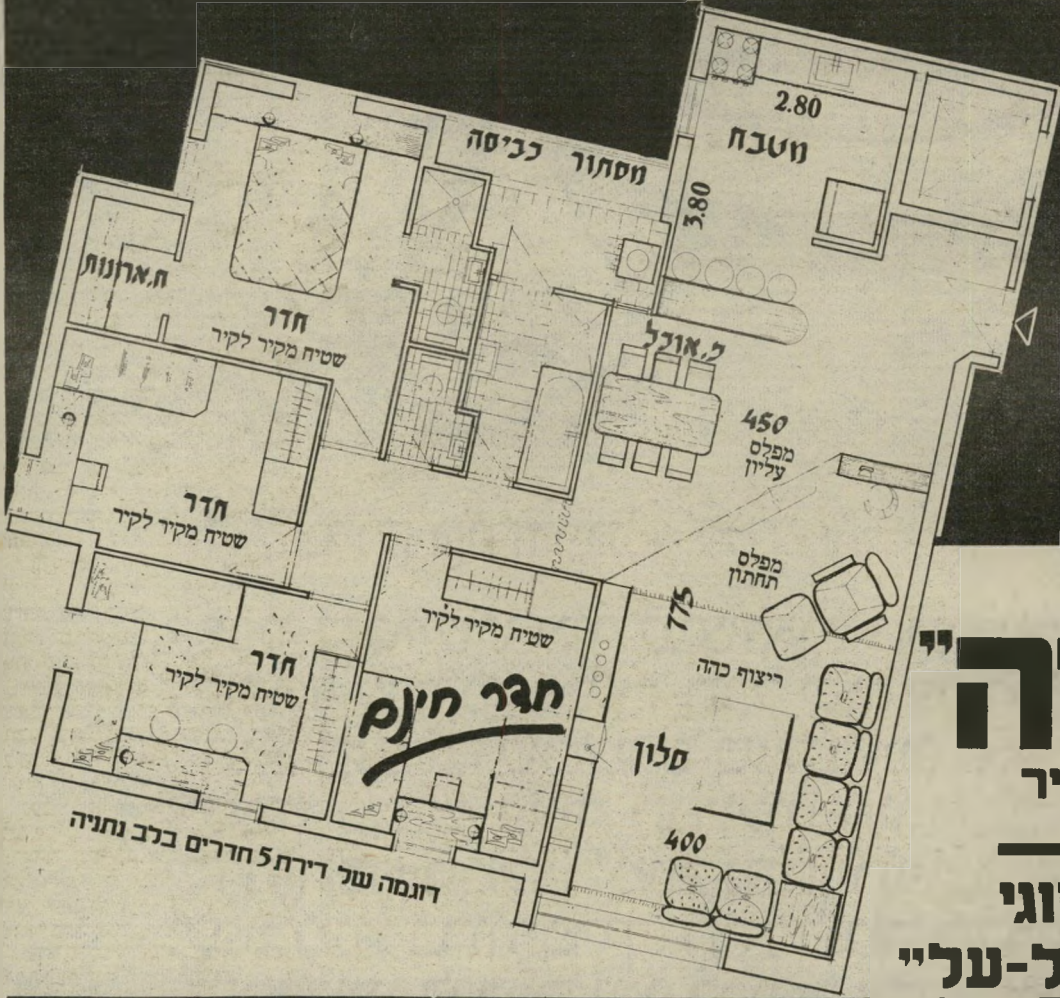 2.80
מטבח
3.80
מסתור כביסה
ח.ארונות
חדר
שטיח מקיר לקיר
פ.אוכל
450
מפלס
עליון
חדר
שטיח מקיר לקיר
מפלס
תחתון
775
שטיח מקיר לקיר
חדר חינם
ריצוף כהה
חדר
שטיח מקיר לקיר
סלון
400
דוגמה של דירת 5 חדרים בלב נתניה